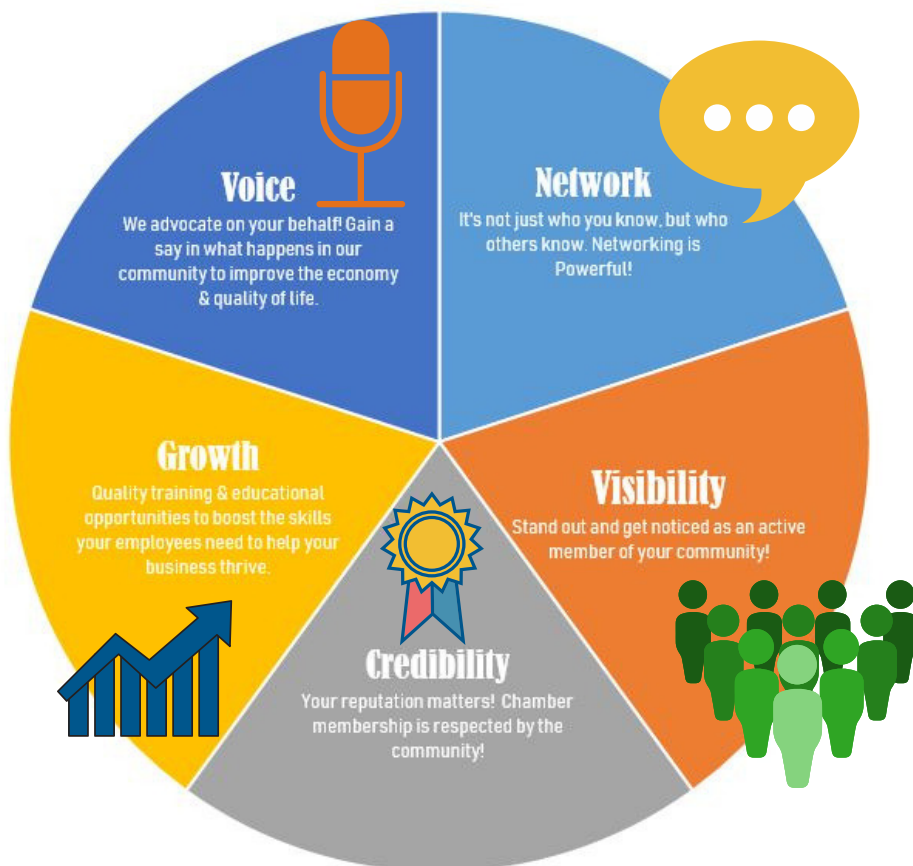 Voice
We advocate on your behalf! Gain a
say in what happens in our
community to improve the economy
& quality of life.
Network
It's not just who you know, but who
others know. Networking is
Powerful!
Visibility
Stand out and get noticed as an active
member of your community!
Credibility
Your reputation matters! Chamber
membership is respected by the
community!
Growth
Quality training & educational
opportunities to boost the skills
your employees need to help your
business thrive.